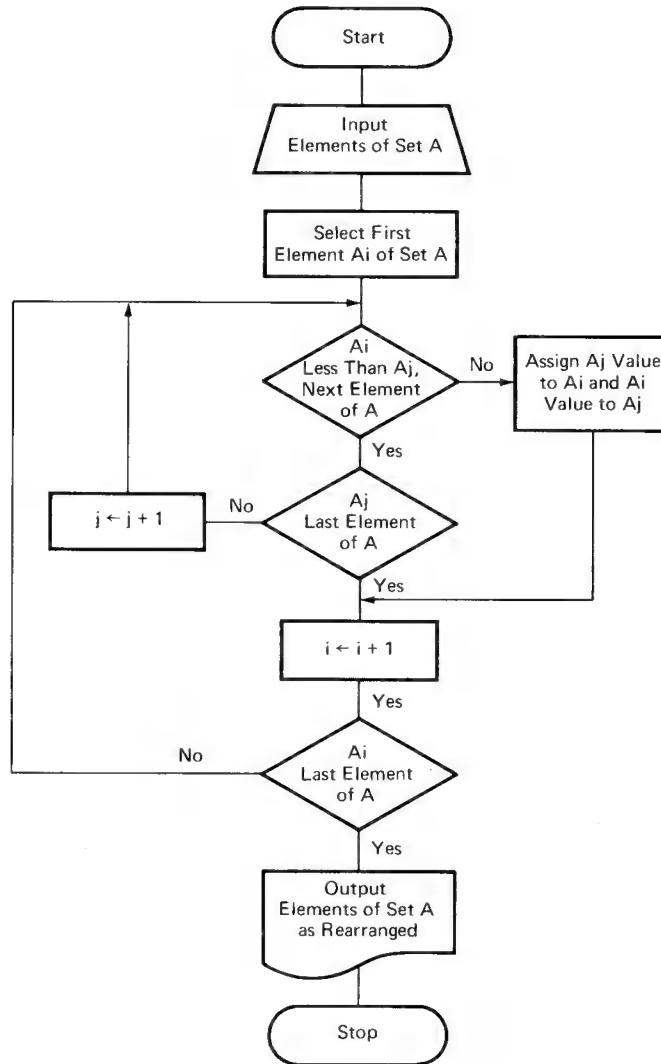 Start
Input
Elements of Set A
Select First
Element Ai of Set A
Ai
Less Than Aj,
Next Element
of A
No
Assign Aj Value
to Ai and Ai
Value to Aj
Yes
Aj
Last Element
of A
No
j ← j + 1
Yes
i ← i + 1
Yes
Ai
Last Element
of A
No
Yes
Output
Elements of Set A
as Rearranged
Stop